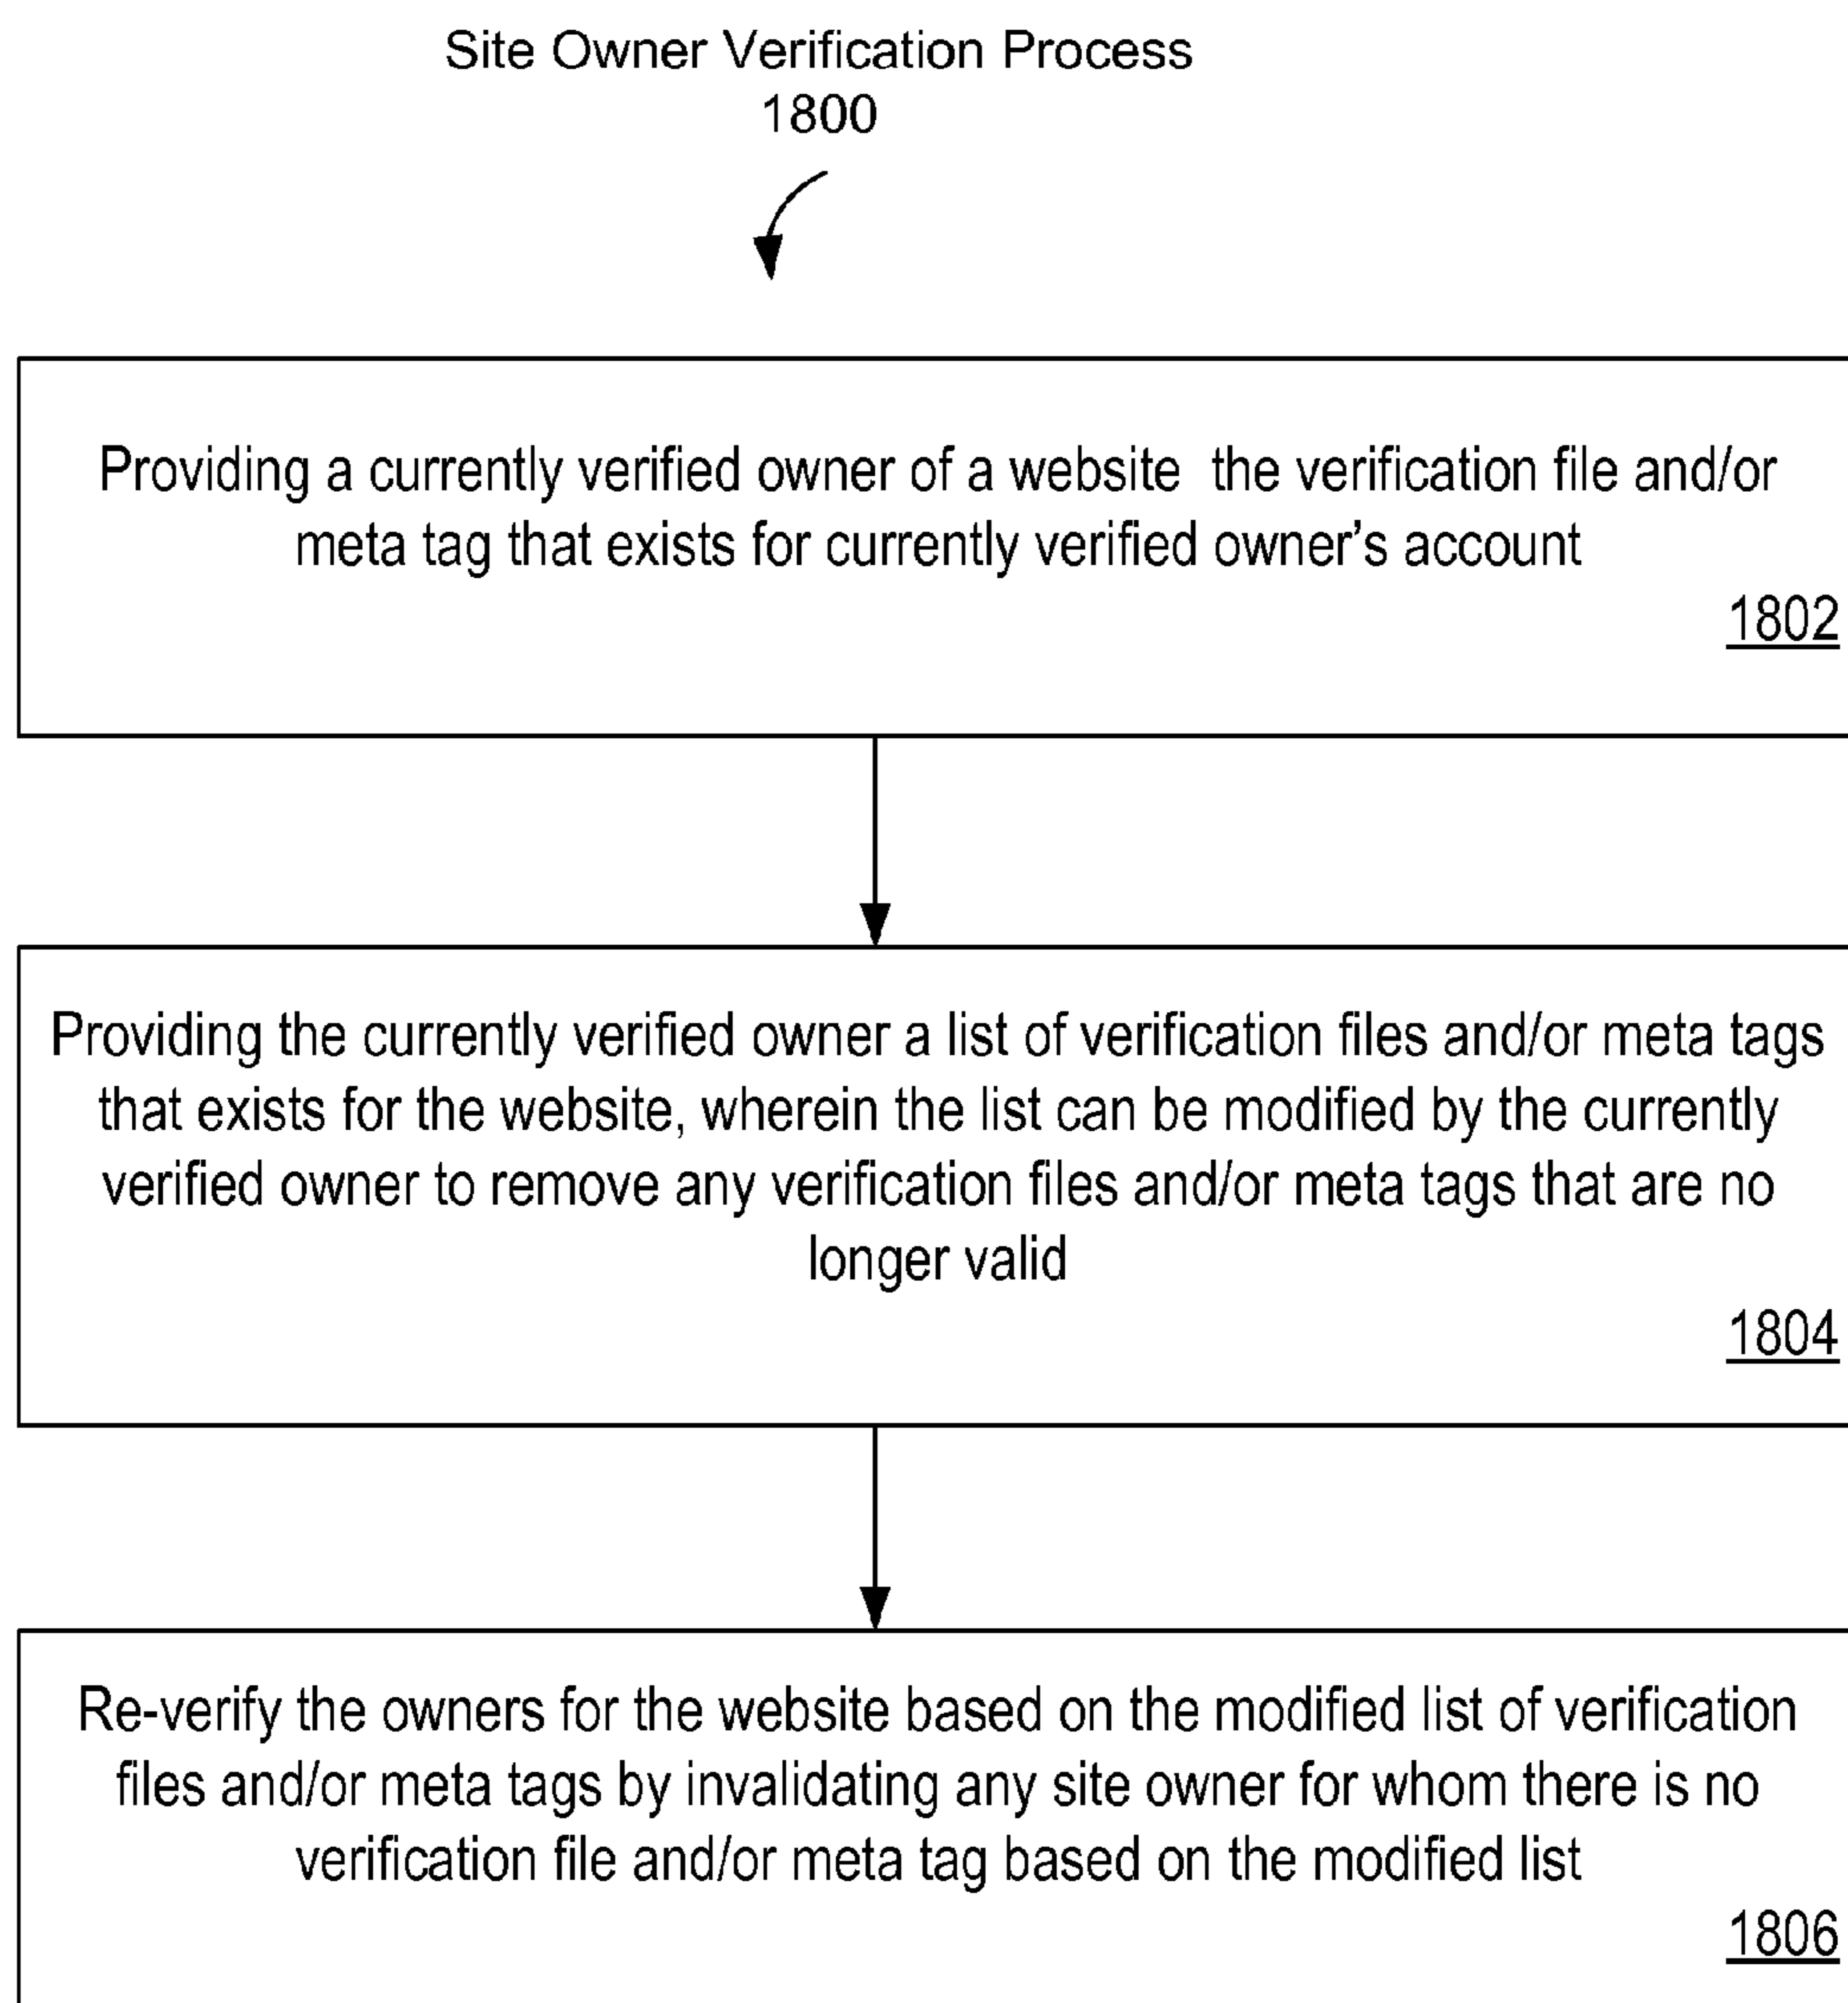 Site Owner Verification Process
1800
Providing a currently verified owner of a website the verification file and/or
meta tag that exists for currently verified owner's account
1802
Providing the currently verified owner a list of verification files and/or meta tags
that exists for the website, wherein the list can be modified by the currently
verified owner to remove any verification files and/or meta tags that are no
longer valid
1804
Re-verify the owners for the website based on the modified list of verification
files and/or meta tags by invalidating any site owner for whom there is no
verification file and/or meta tag based on the modified list
1806